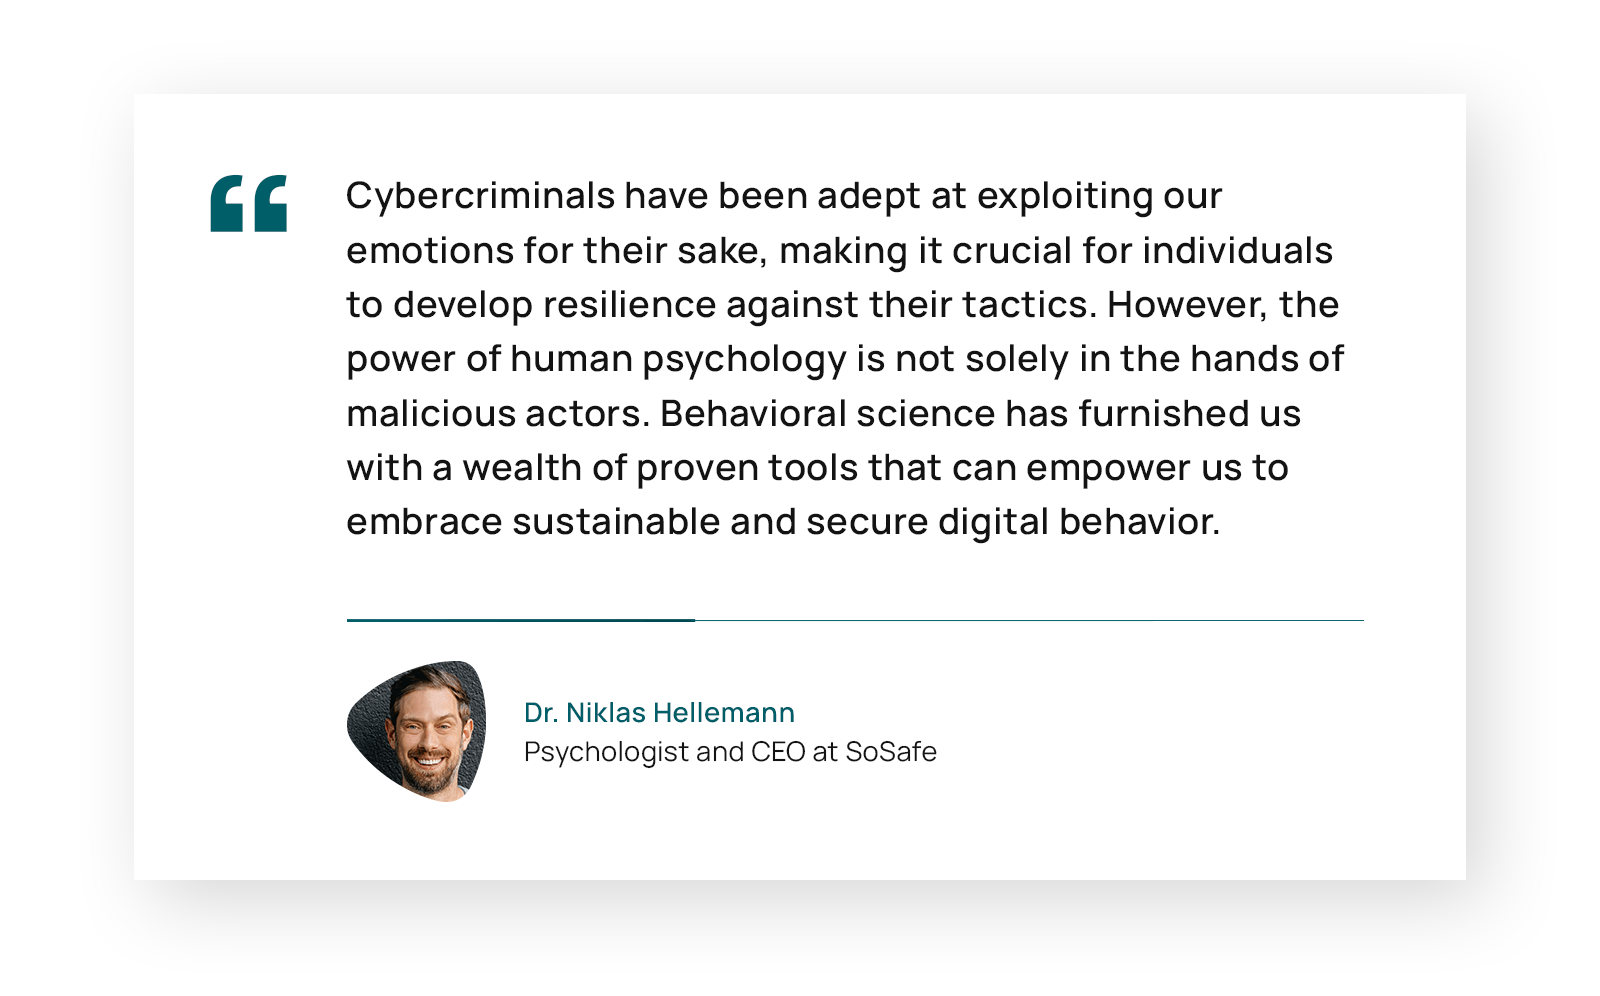 “
Cybercriminals have been adept at exploiting our
emotions for their sake, making it crucial for individuals
to develop resilience against their tactics. However, the
power of human psychology is not solely in the hands of
malicious actors. Behavioral science has furnished us
with a wealth of proven tools that can empower us to
embrace sustainable and secure digital behavior.
Dr. Niklas Hellemann
Psychologist and CEO at SoSafe